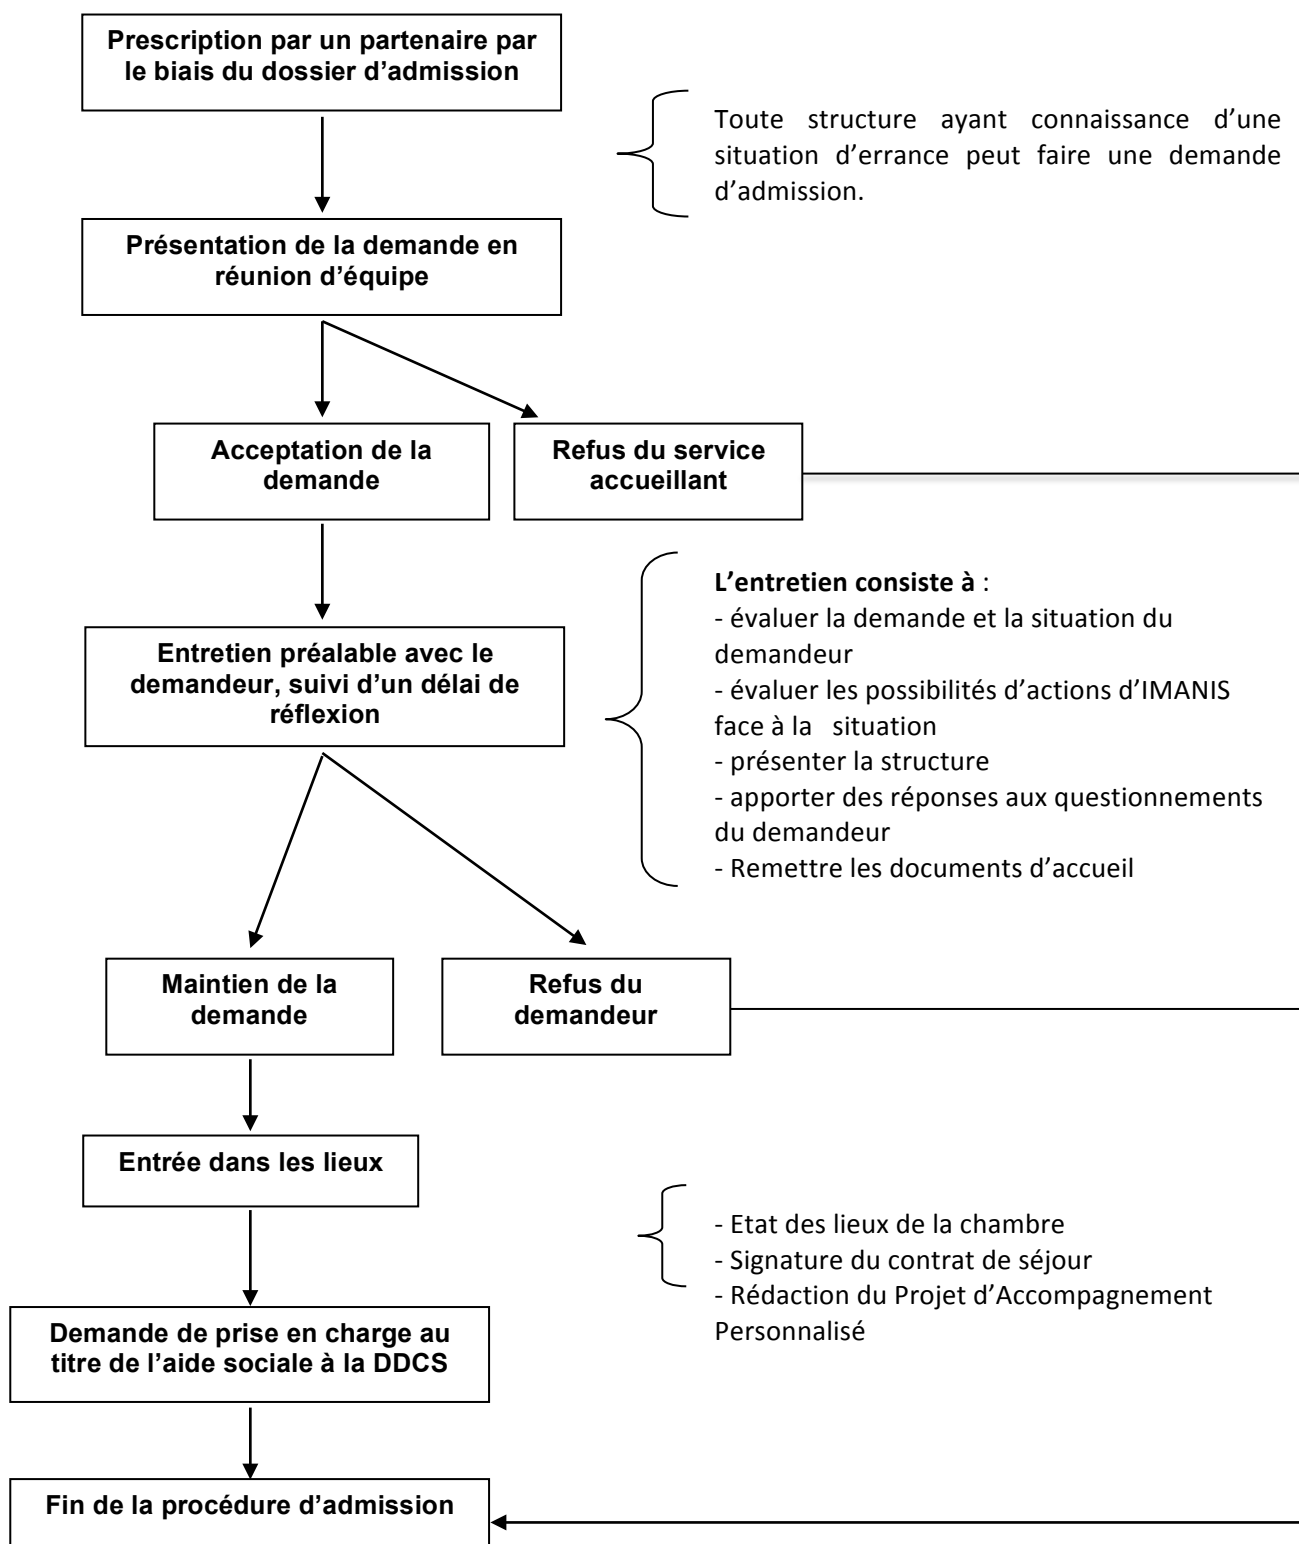 Prescription par un partenaire par
le biais du dossier d’admission
Toute structure ayant connaissance d’une
situation d’errance peut faire une demande
d’admission.
Présentation de la demande en
réunion d’équipe
Acceptation de la
demande
Refus du service
accueillant
L’entretien consiste à :
- évaluer la demande et la situation du
demandeur
- évaluer les possibilités d’actions d’IMANIS
face à la situation
- présenter la structure
- apporter des réponses aux questionnements
du demandeur
- Remettre les documents d’accueil
Entretien préalable avec le
demandeur, suivi d’un délai de
réflexion
Maintien de la
demande
Refus du
demandeur
Entrée dans les lieux
- Etat des lieux de la chambre
- Signature du contrat de séjour
- Rédaction du Projet d’Accompagnement
Personnalisé
Demande de prise en charge au
titre de l’aide sociale à la DDCS
Fin de la procédure d’admission